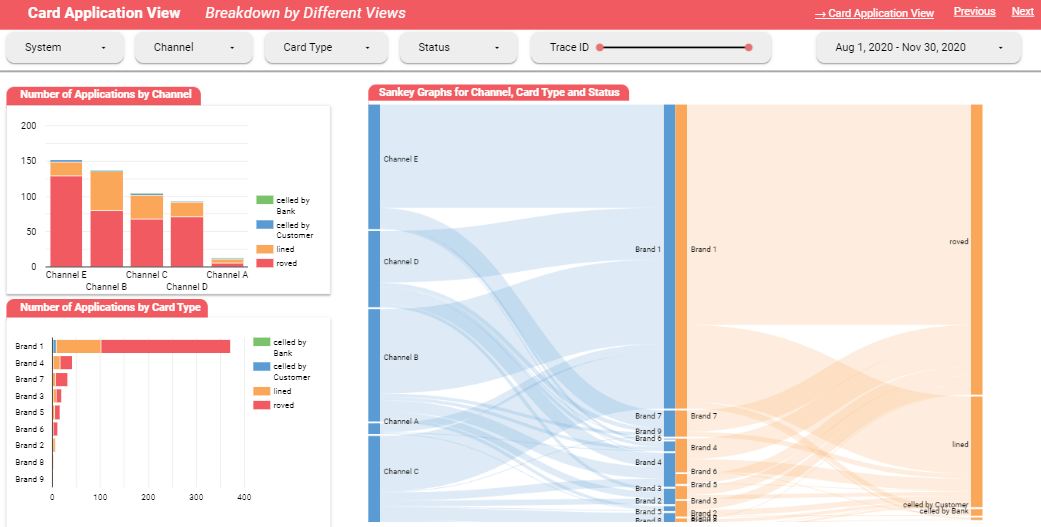 Card Application View
Breakdown by Different Views
→ Card Application View
Previous
Next
System
Channel
Card Type
Status
Trace ID
Aug 1, 2020 - Nov 30, 2020
Number of Applications by Channel
200
150
100
50
0
Channel E
Channel B
Channel C
Channel D
Channel A
celled by
Bank
celled by
Customer
lined
roved
Number of Applications by Card Type
Brand 1
Brand 4
Brand 7
Brand 3
Brand 5
Brand 6
Brand 2
Brand 8
Brand 9
0
100
200
300
400
celled by
Bank
celled by
Customer
lined
roved
Sankey Graphs for Channel, Card Type and Status
Channel E
Channel D
Channel B
Channel A
Channel C
Brand 1
Brand 7
Brand 9
Brand 6
Brand 4
Brand 3
Brand 2
Brand 5
Brand 8
Brand 1
Brand 7
Brand 4
Brand 6
Brand 5
Brand 3
Brand 2
roved
lined
celled by Customer
celled by Bank